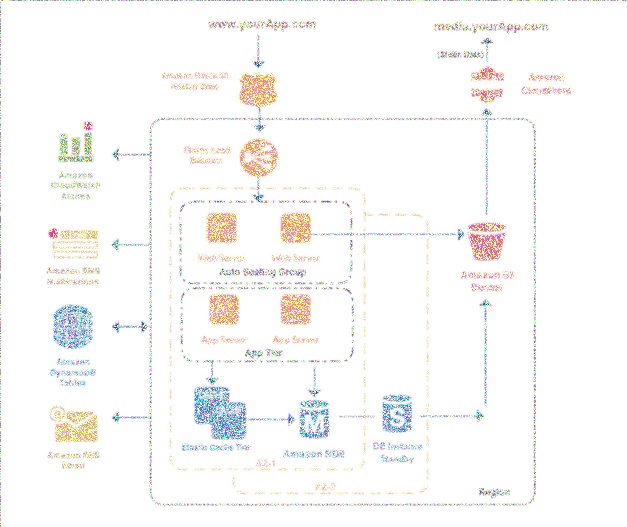 www.yourApp.com
media.yourApp.com
(Static Data)
Amazon Route 53
Hosted Zone
Amazon
CloudFront
Elastic Load
Balancer
Amazon
CloudWatch
Alarms
Web Server
Web Server
Auto Scaling Group
Amazon SNS
Notifications
Amazon S3
Bucket
App Server
App Server
App Tier
Amazon
DynamoDB
Tables
Elastic Cache Tier
Amazon RDS
DB Instance
Standby
Amazon SES
Email
AZ-1
AZ-2
Region